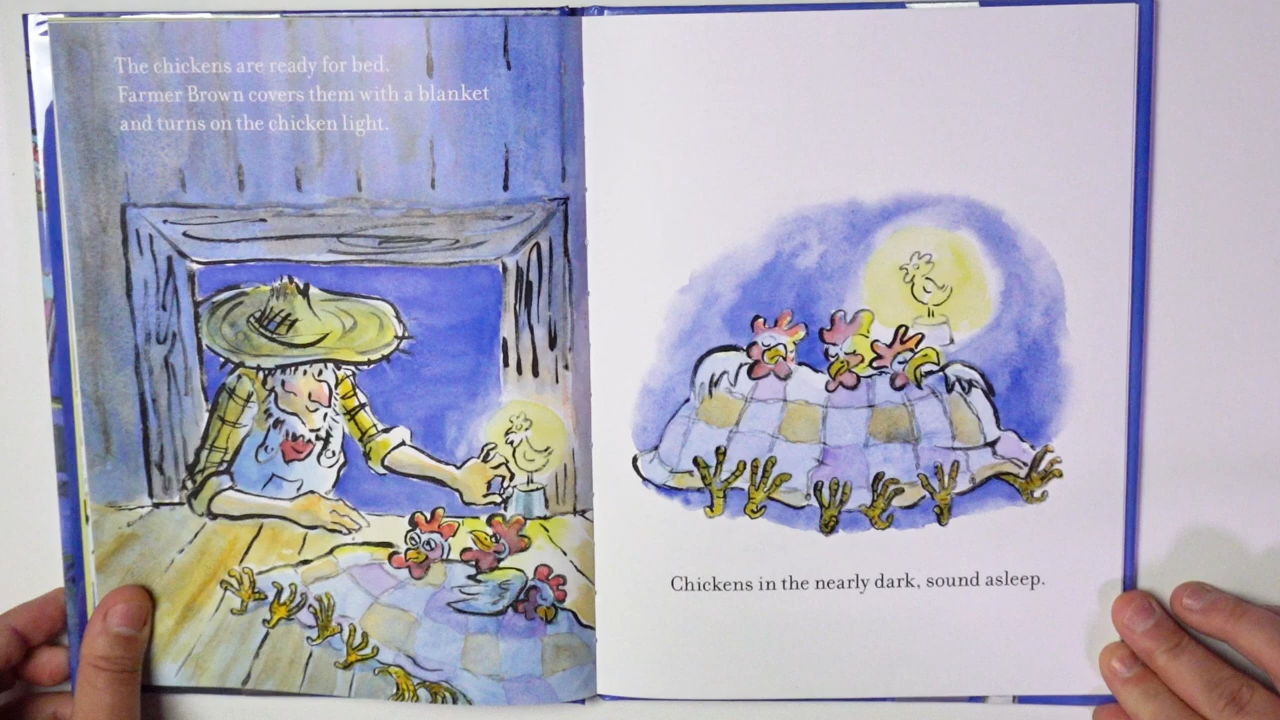 The chickens are ready for bed.
Farmer Brown covers them with a blanket
and turns on the chicken light.
Chickens in the nearly dark, sound asleep.